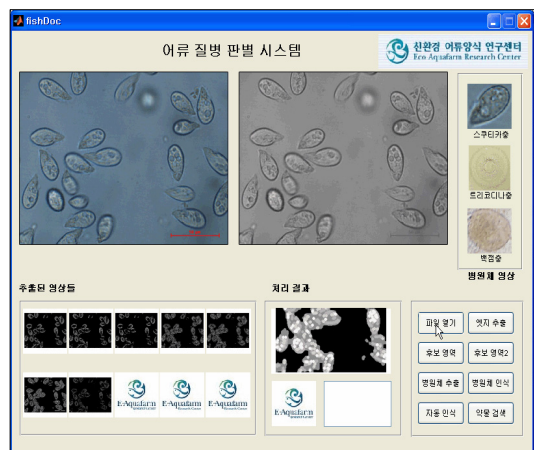 fishDoc
어류 질병 판별 시스템
친환경 어류양식 연구센터
Eco Aquafarm Research Center
스쿠티카충
트리코디나충
백점충
병원체 영상
추출된 영상들
처리 결과
파일 열기
엣지 추출
후보 영역
후보 영역2
병원체 추출
병원체 인식
자동 인식
약물 검색
E-Aquafarm
E-Aquafarm
E-Aquafarm
E-Aquafarm